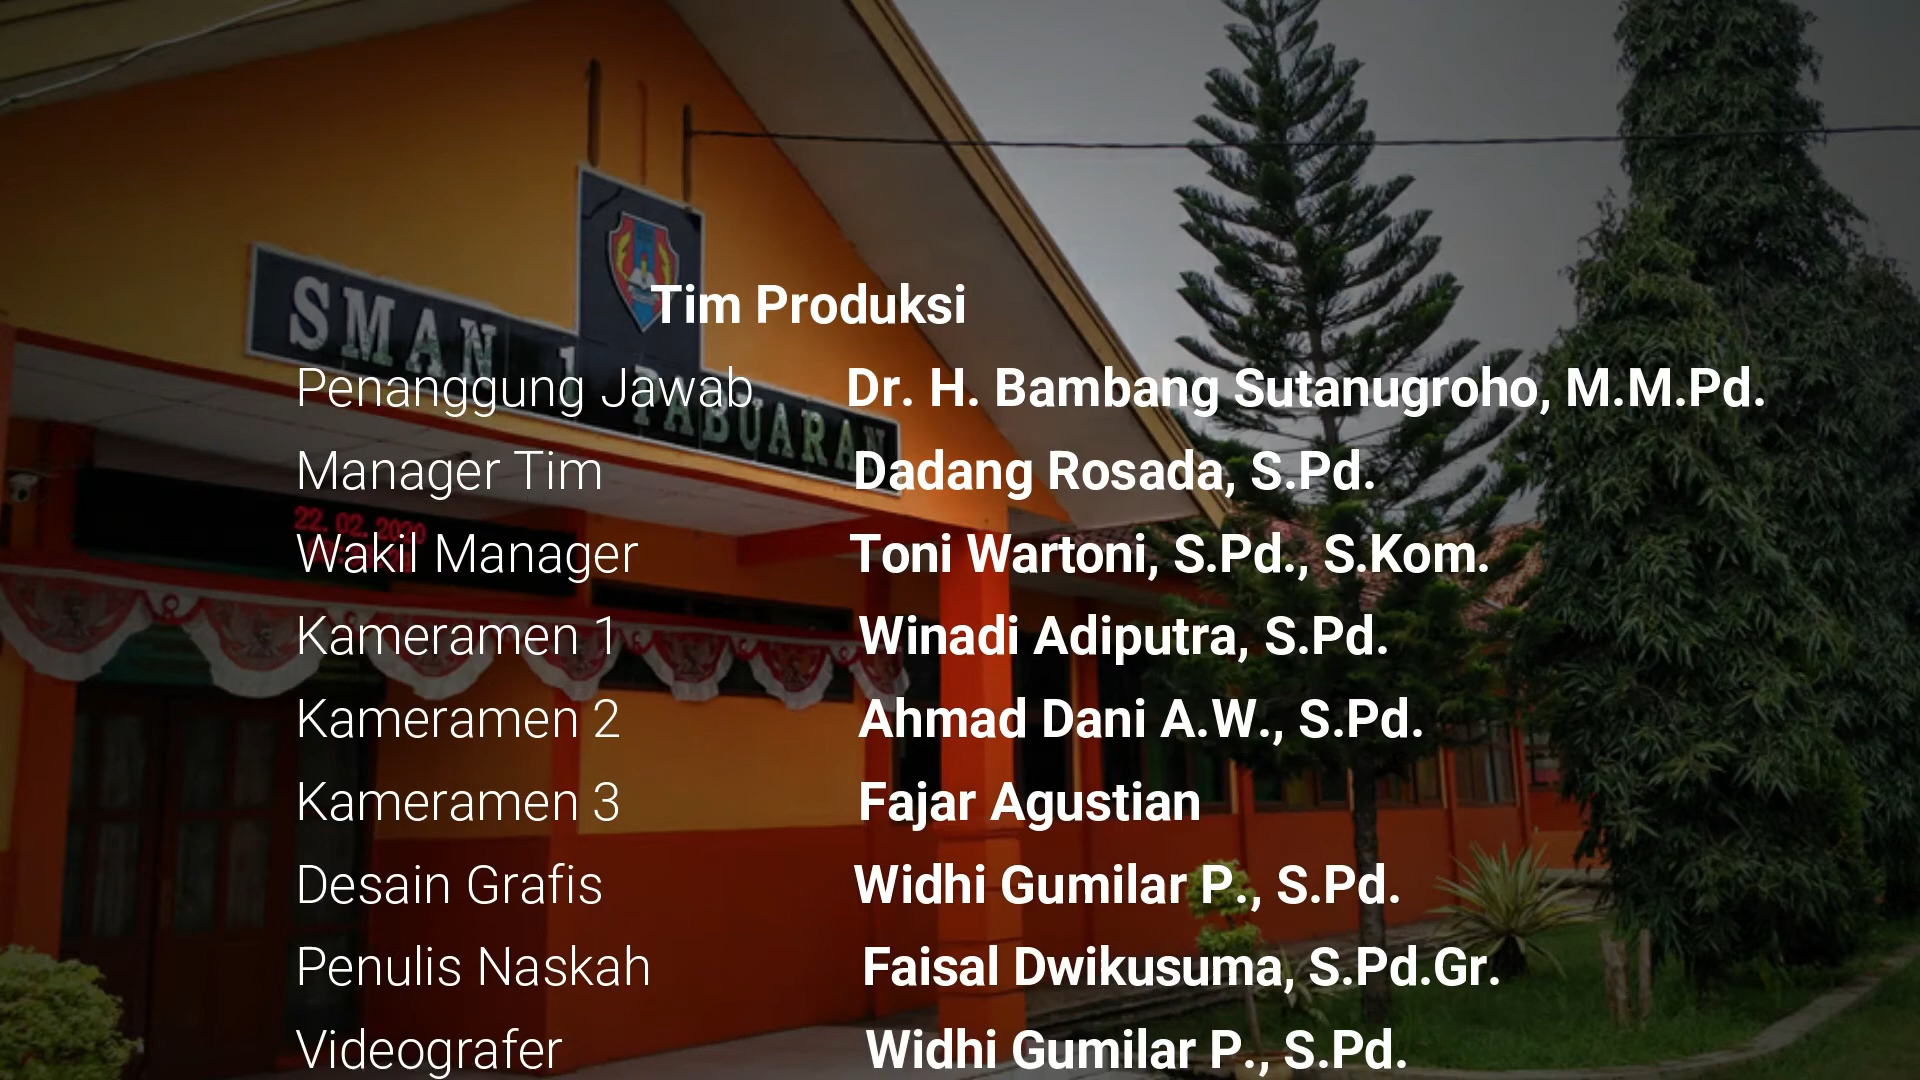 SMAN 1 PABUARAN
22.02.2020
Tim Produksi
Penanggung Jawab Dr. H. Bambang Sutanugroho, M.M.Pd.
Manager Tim Dadang Rosada, S.Pd.
Wakil Manager Toni Wartoni, S.Pd., S.Kom.
Kameramen 1 Winadi Adiputra, S.Pd.
Kameramen 2 Ahmad Dani A.W., S.Pd.
Kameramen 3 Fajar Agustian
Desain Grafis Widhi Gumilar P., S.Pd.
Penulis Naskah Faisal Dwikusuma, S.Pd.Gr.
Videografer Widhi Gumilar P., S.Pd.